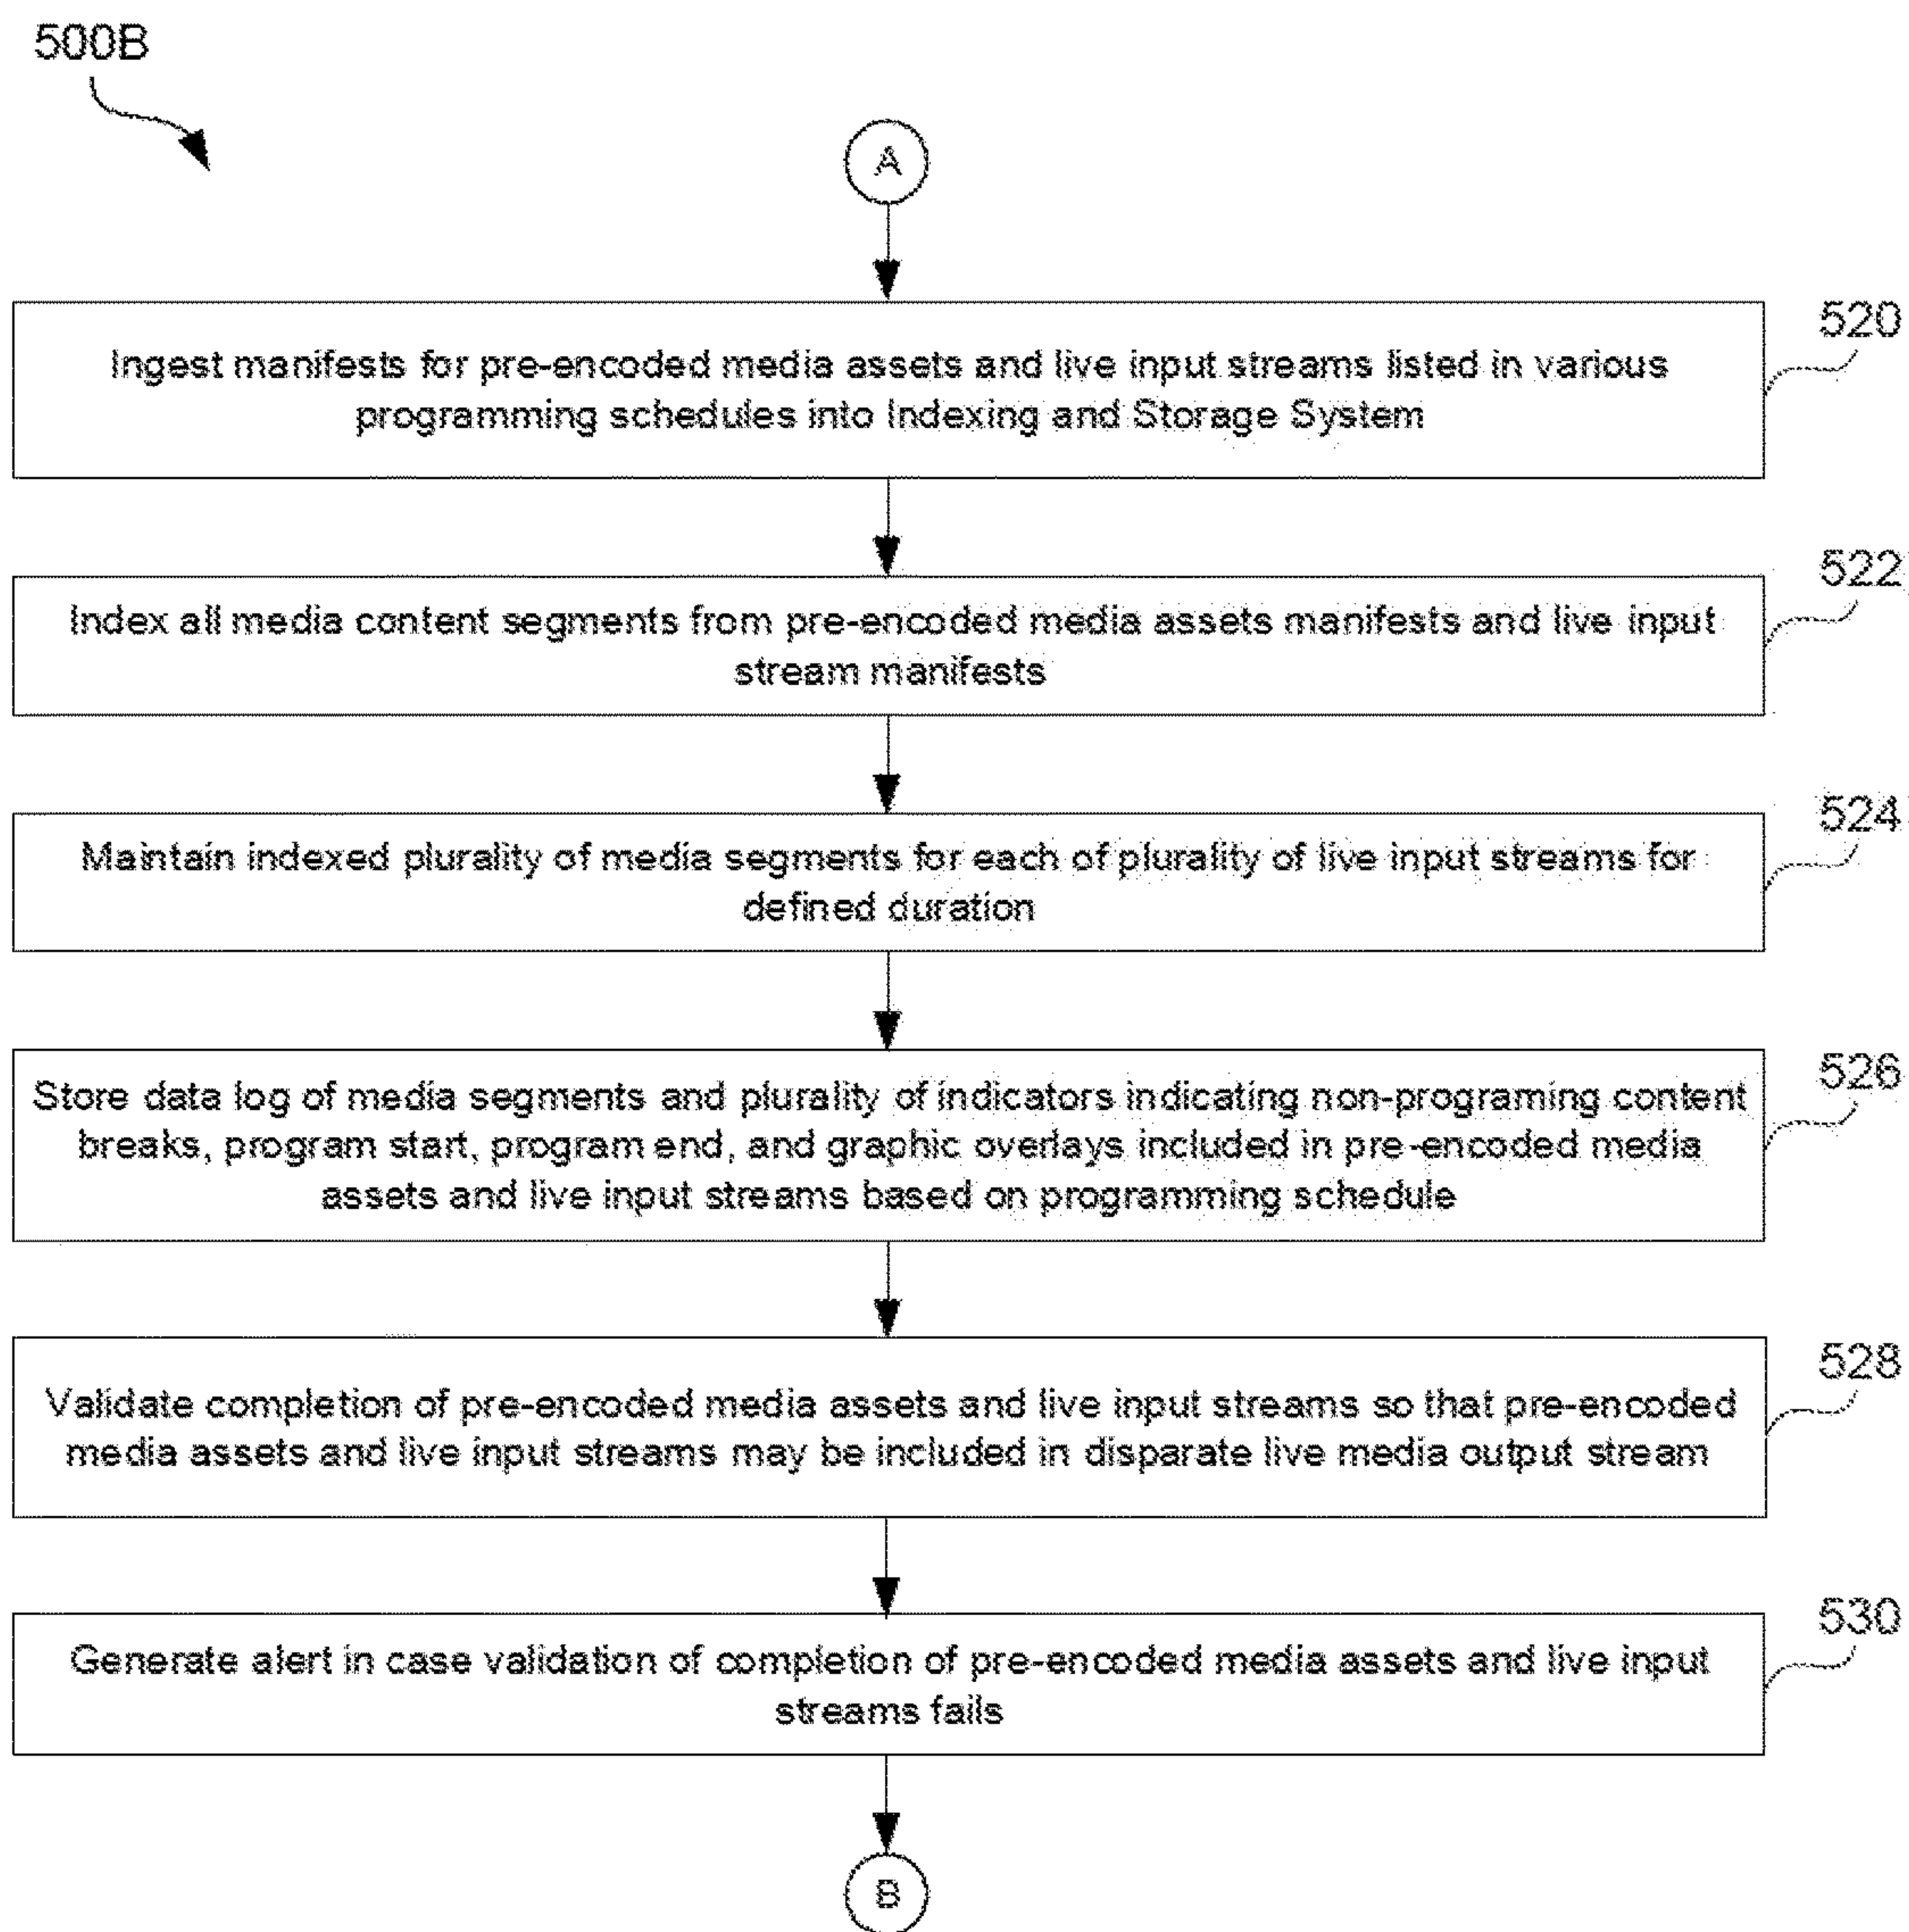 500B
A
520
Ingest manifests for pre-encoded media assets and live input streams listed in various
programming schedules into Indexing and Storage System
522
Index all media content segments from pre-encoded media assets manifests and live input
stream manifests
524
Maintain indexed plurality of media segments for each of plurality of live input streams for
defined duration
526
Store data log of media segments and plurality of indicators indicating non-programing content
breaks, program start, program end, and graphic overlays included in pre-encoded media
assets and live input streams based on programming schedule
528
Validate completion of pre-encoded media assets and live input streams so that pre-encoded
media assets and live input streams may be included in disparate live media output stream
530
Generate alert in case validation of completion of pre-encoded media assets and live input
streams fails
B